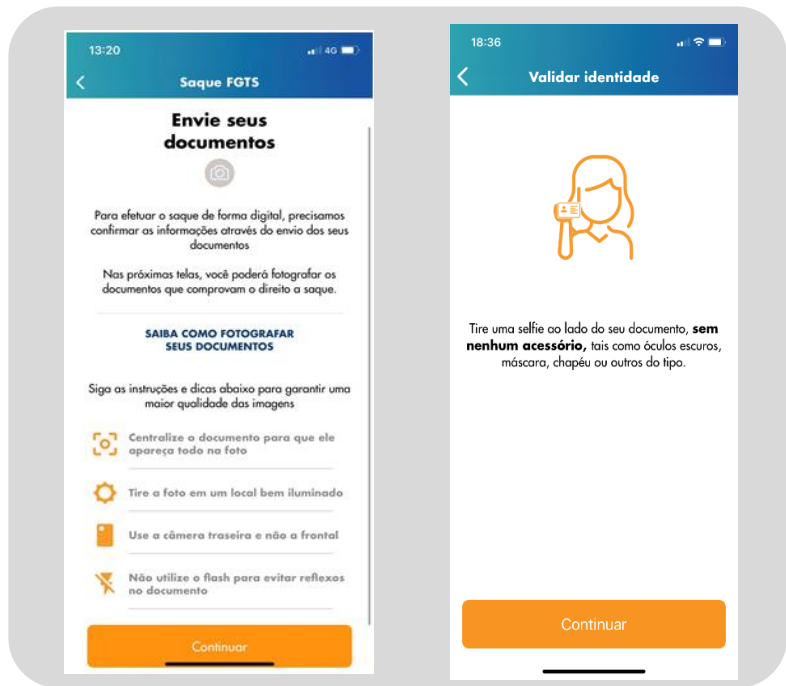 13:20
4G
Saque FGTS
Envie seus
documentos
Para efetuar o saque de forma digital, precisamos
confirmar as informações através do envio dos seus
documentos
Nas próximas telas, você poderá fotografar os
documentos que comprovam o direito a saque.
SAIBA COMO FOTOGRAFAR
SEUS DOCUMENTOS
Siga as instruções e dicas abaixo para garantir uma
maior qualidade das imagens
Centralize o documento para que ele
apareça todo na foto
Tire a foto em um local bem iluminado
Use a câmera traseira e não a frontal
Não utilize o flash para evitar reflexos
no documento
Continuar
18:36
Validar identidade
Tire uma selfie ao lado do seu documento, sem
nenhum acessório, tais como óculos escuros,
máscara, chapéu ou outros do tipo.
Continuar